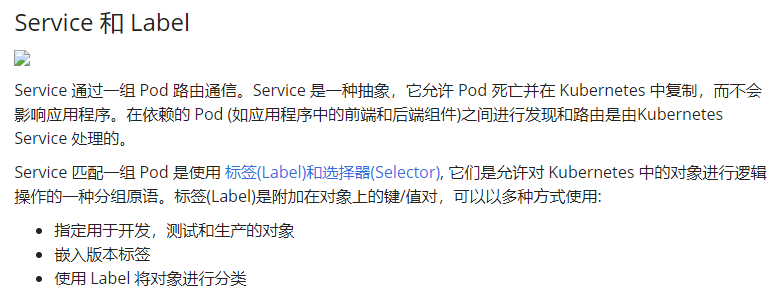 Service 和 Label
Service 通过一组 Pod 路由通信。Service 是一种抽象，它允许 Pod 死亡并在 Kubernetes 中复制，而不会
影响应用程序。在依赖的 Pod (如应用程序中的前端和后端组件)之间进行发现和路由是由Kubernetes
Service 处理的。
Service 匹配一组 Pod 是使用 标签(Label)和选择器(Selector), 它们是允许对 Kubernetes 中的对象进行逻辑
操作的一种分组原语。标签(Label)是附加在对象上的键/值对，可以以多种方式使用:
• 指定用于开发，测试和生产的对象
• 嵌入版本标签
• 使用 Label 将对象进行分类